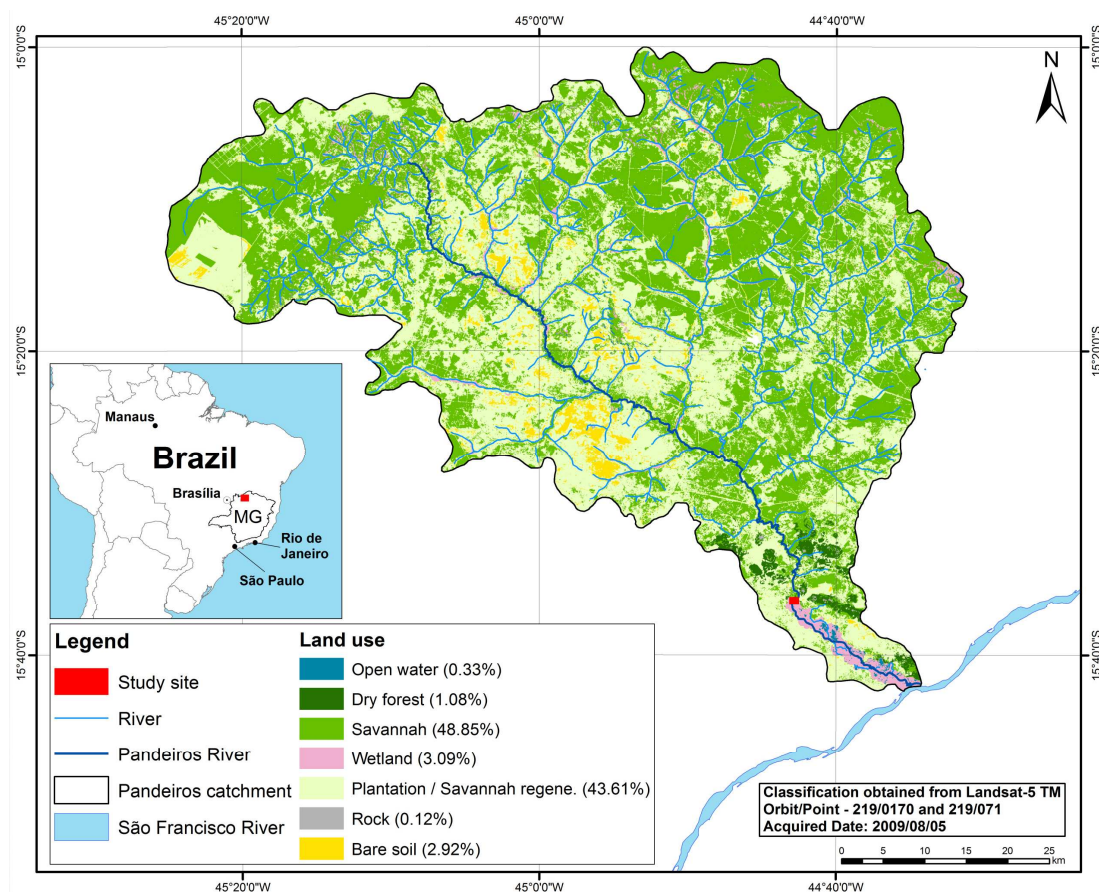 45°20'0"W 45°0'0"W 44°40'0"W
15°0'0"S 15°0'0"S
N
15°20'0"S 15°20'0"S
Manaus
Brazil
Brasília
MG
Rio de
Janeiro
São Paulo
15°40'0"S 15°40'0"S
Legend
Study site
River
Pandeiros River
Pandeiros catchment
São Francisco River
Land use
Open water (0.33%)
Dry forest (1.08%)
Savannah (48.85%)
Wetland (3.09%)
Plantation / Savannah regene. (43.61%)
Rock (0.12%)
Bare soil (2.92%)
Classification obtained from Landsat-5 TM
Orbit/Point - 219/0170 and 219/071
Acquired Date: 2009/08/05
0 5 10 15 20 25
km
45°20'0"W 45°0'0"W 44°40'0"W